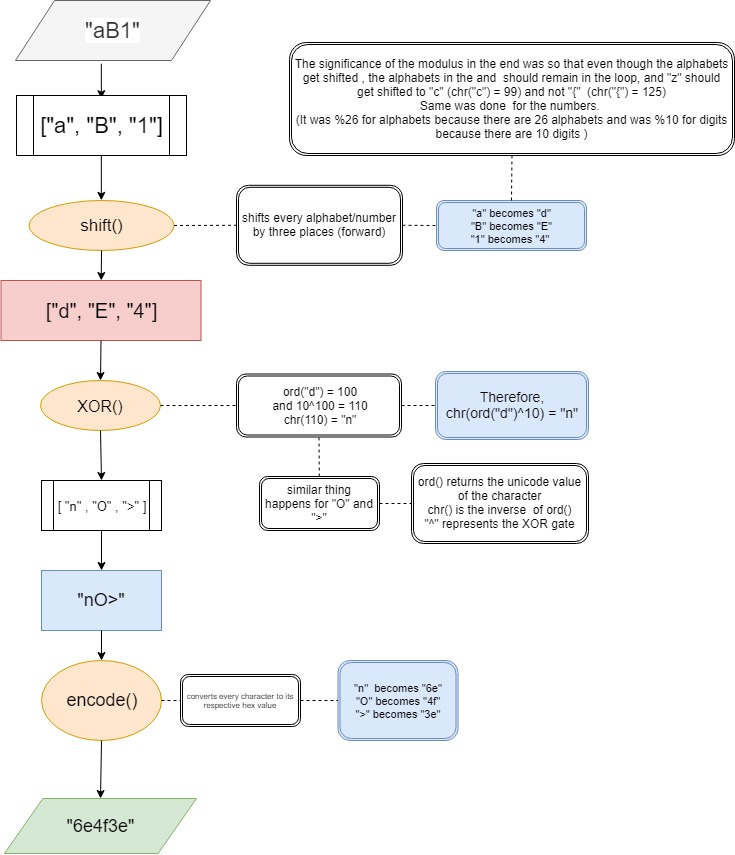 "aB1"
The significance of the modulus in the end was so that even though the alphabets
get shifted , the alphabets in the and  should remain in the loop, and "z" should
get shifted to "c" (chr("c") = 99) and not "{"  (chr("{") = 125)
Same was done  for the numbers.
(It was %26 for alphabets because there are 26 alphabets and was %10 for digits
because there are 10 digits )
["a", "B", "1"]
shift()
shifts every alphabet/number
by three places (forward)
"a" becomes "d"
"B" becomes "E"
"1" becomes "4"
["d", "E", "4"]
XOR()
ord("d") = 100
and 10^100 = 110
chr(110) = "n"
Therefore,
chr(ord("d")^10) = "n"
similar thing
happens for "O" and
">"
ord() returns the unicode value
of the character
chr() is the inverse  of ord()
"^" represents the XOR gate
[ "n" , "O" , ">" ]
"nO>"
encode()
converts every character to its
respective hex value
"n"  becomes "6e"
"O" becomes "4f"
">" becomes "3e"
"6e4f3e"